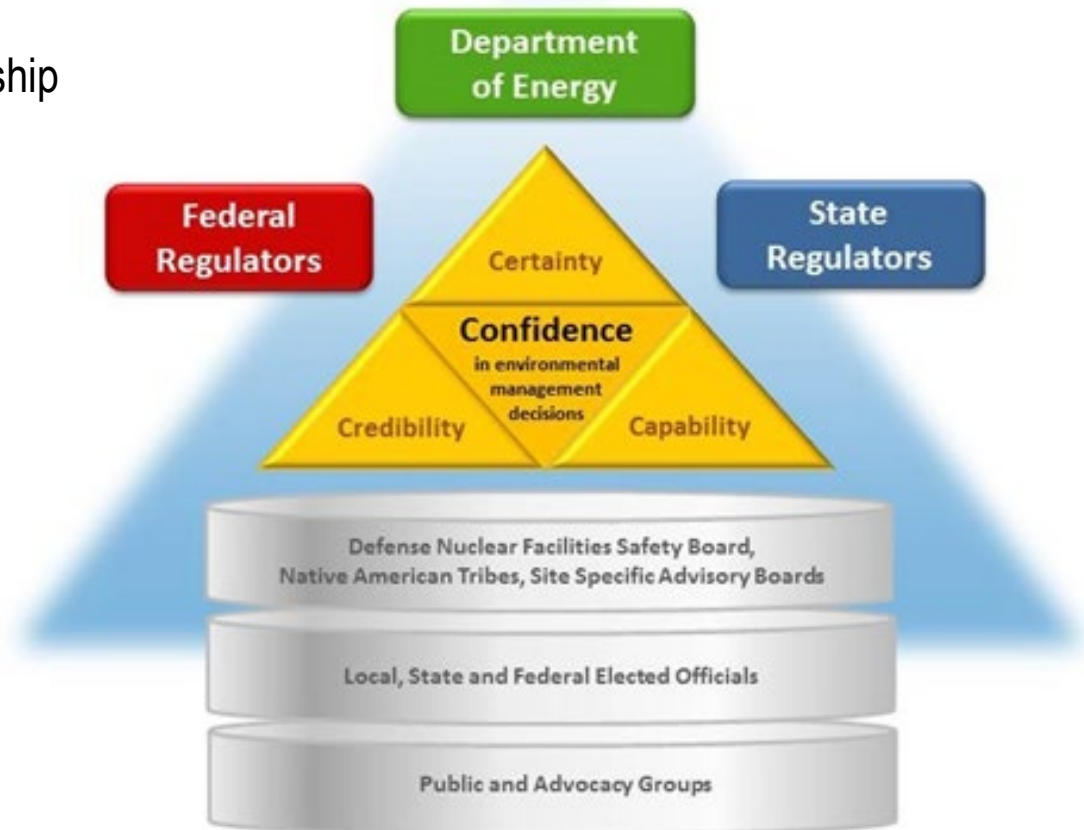 ship
Department
of Energy
Federal
Regulators
State
Regulators
Certainty
Confidence
in environmental
management
decisions
Credibility
Capability
Defense Nuclear Facilities Safety Board,
Native American Tribes, Site Specific Advisory Boards
Local, State and Federal Elected Officials
Public and Advocacy Groups